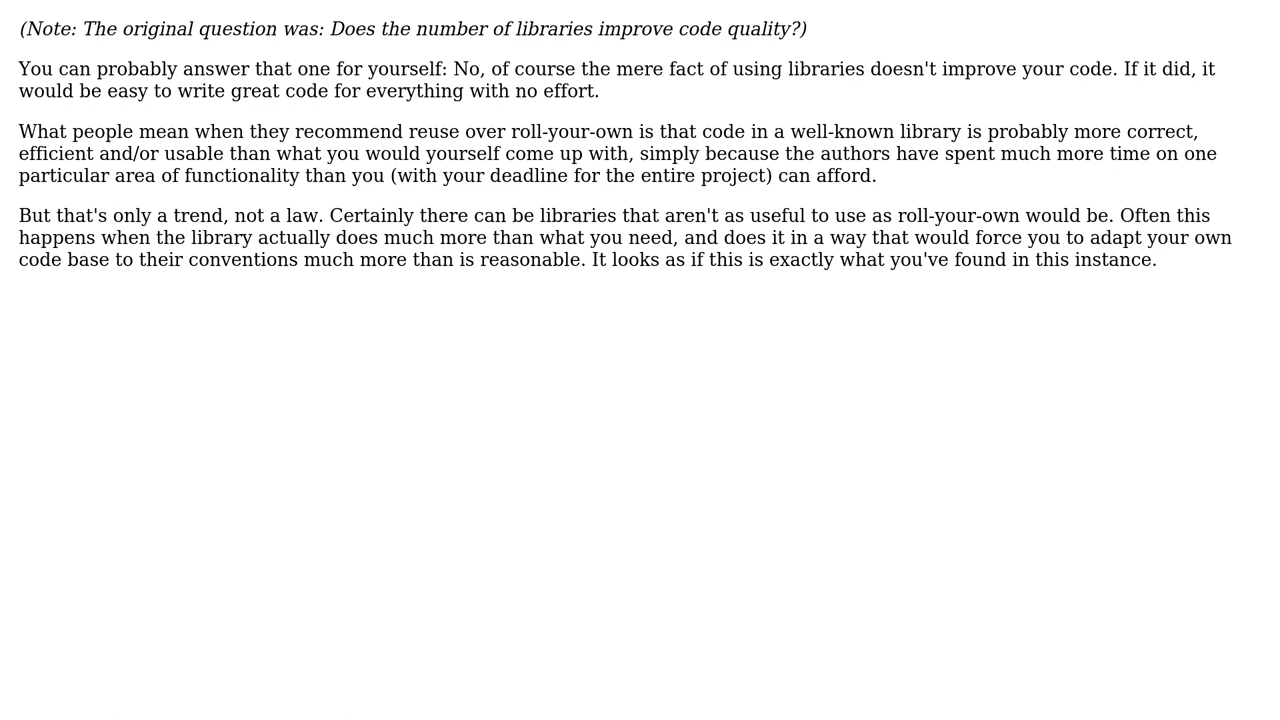 (Note: The original question was: Does the number of libraries improve code quality?)
You can probably answer that one for yourself: No, of course the mere fact of using libraries doesn't improve your code. If it did, it
would be easy to write great code for everything with no effort.
What people mean when they recommend reuse over roll-your-own is that code in a well-known library is probably more correct,
efficient and/or usable than what you would yourself come up with, simply because the authors have spent much more time on one
particular area of functionality than you (with your deadline for the entire project) can afford.
But that's only a trend, not a law. Certainly there can be libraries that aren't as useful to use as roll-your-own would be. Often this
happens when the library actually does much more than what you need, and does it in a way that would force you to adapt your own
code base to their conventions much more than is reasonable. It looks as if this is exactly what you've found in this instance.